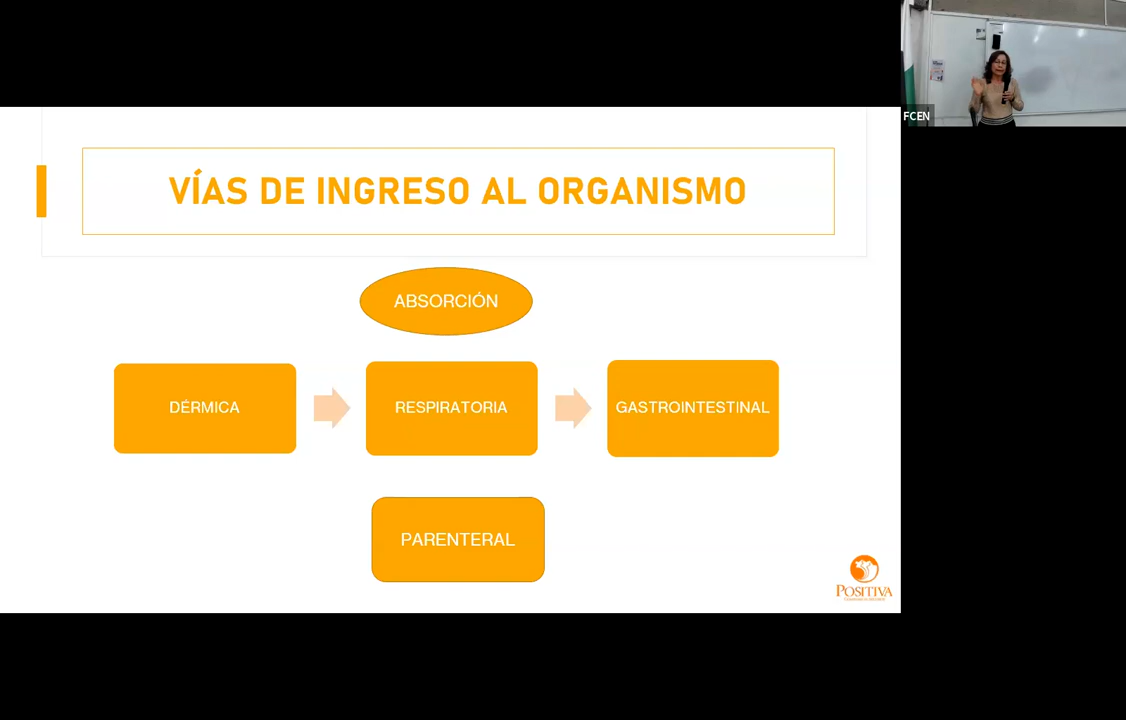 FCEN
VÍAS DE INGRESO AL ORGANISMO
ABSORCIÓN
DÉRMICA
RESPIRATORIA
GASTROINTESTINAL
PARENTERAL
POSITIVA